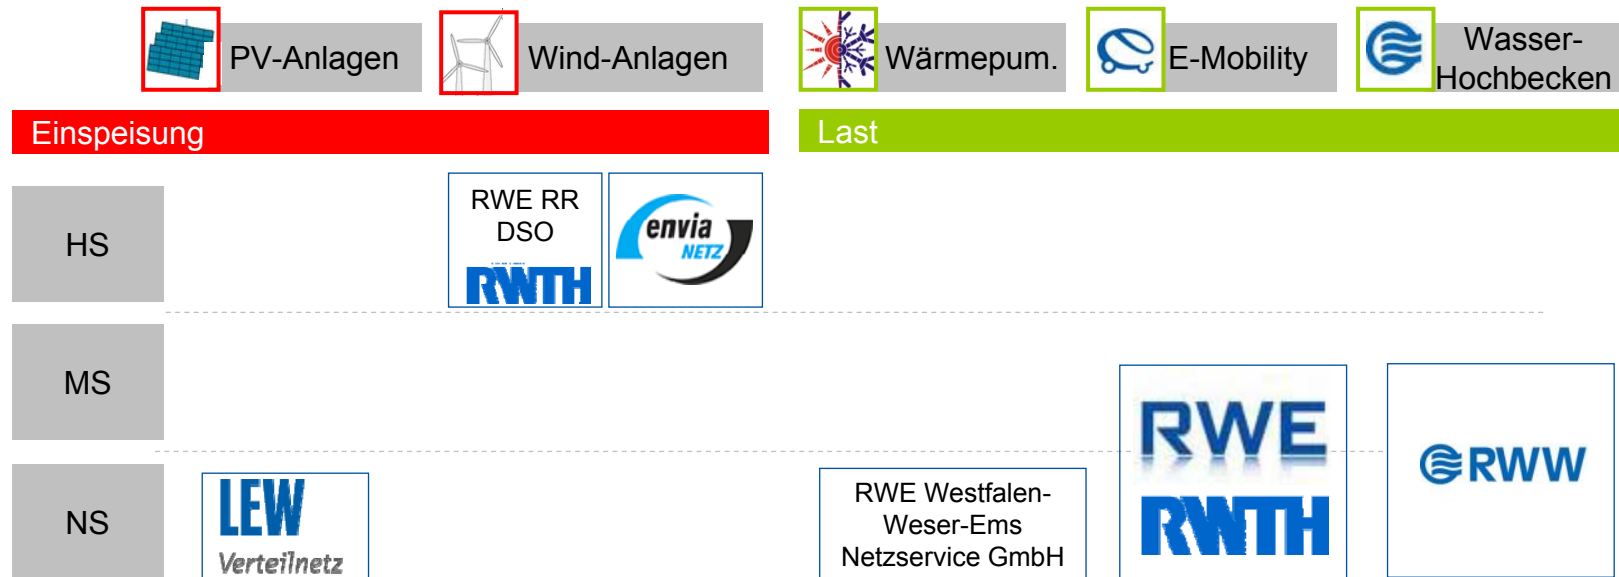 PV-Anlagen
Wind-Anlagen
Wärmepum.
E-Mobility
Wasser-
Hochbecken
Einspeisung
Last
HS
RWE RR
DSO
RWTH
envia
NETZ
MS
RWE
RWTH
RWW
NS
LEW
Verteilnetz
RWE Westfalen-
Weser-Ems
Netzservice GmbH